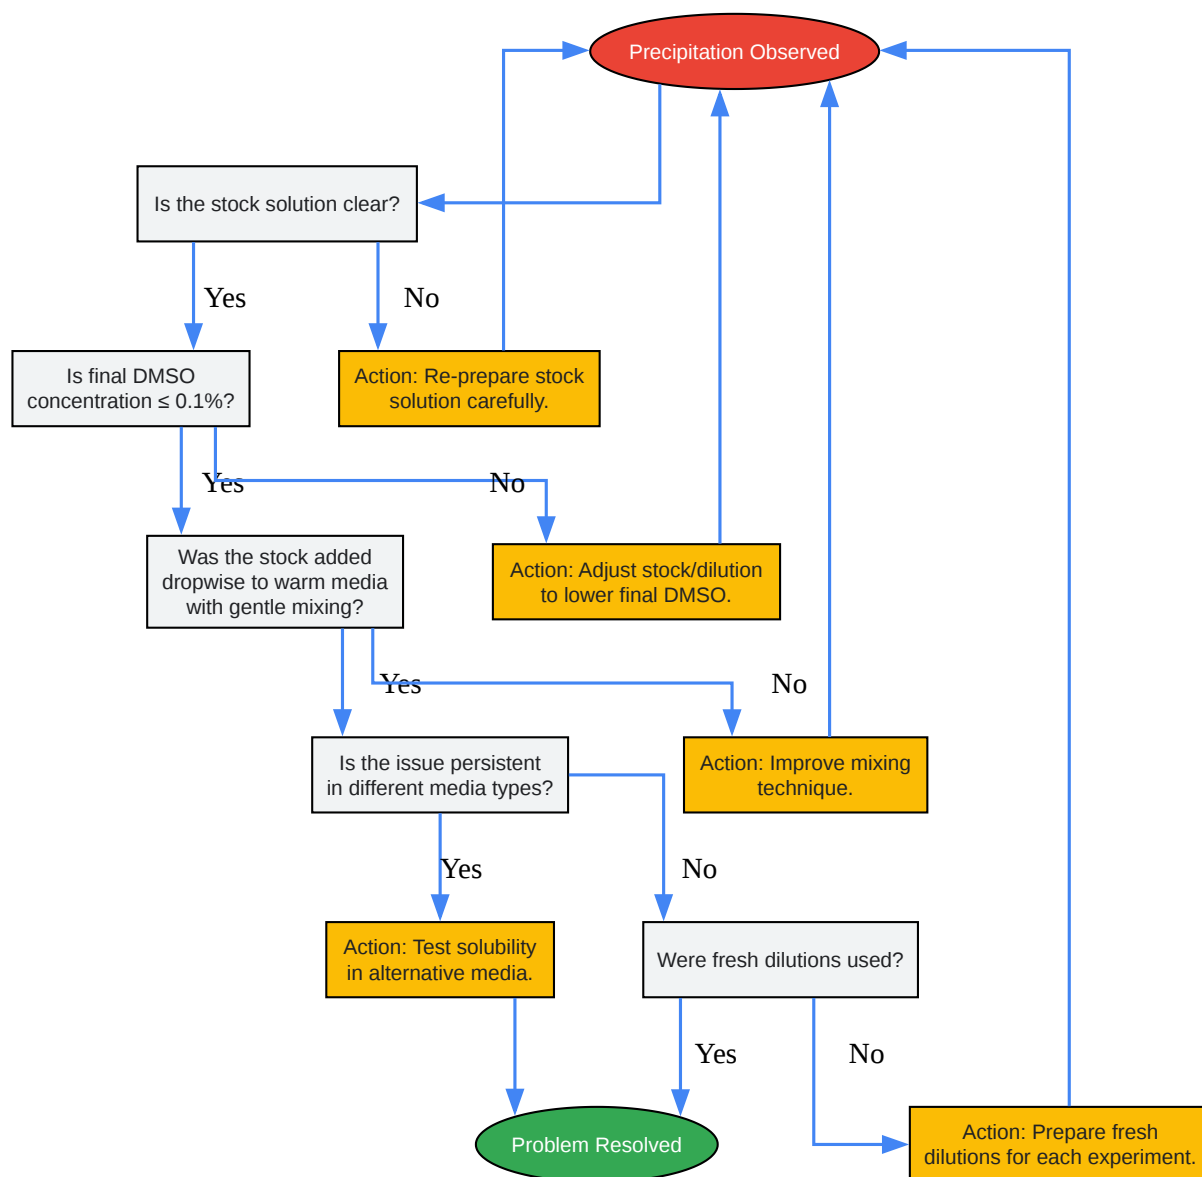 Precipitation Observed
Is the stock solution clear?
Yes
No
Is final DMSO
concentration ≤ 0.1%?
Action: Re-prepare stock
solution carefully.
Yes
No
Was the stock added
dropwise to warm media
with gentle mixing?
Action: Adjust stock/dilution
to lower final DMSO.
Yes
No
Is the issue persistent
in different media types?
Action: Improve mixing
technique.
Yes
No
Action: Test solubility
in alternative media.
Were fresh dilutions used?
Yes
No
Problem Resolved
Action: Prepare fresh
dilutions for each experiment.